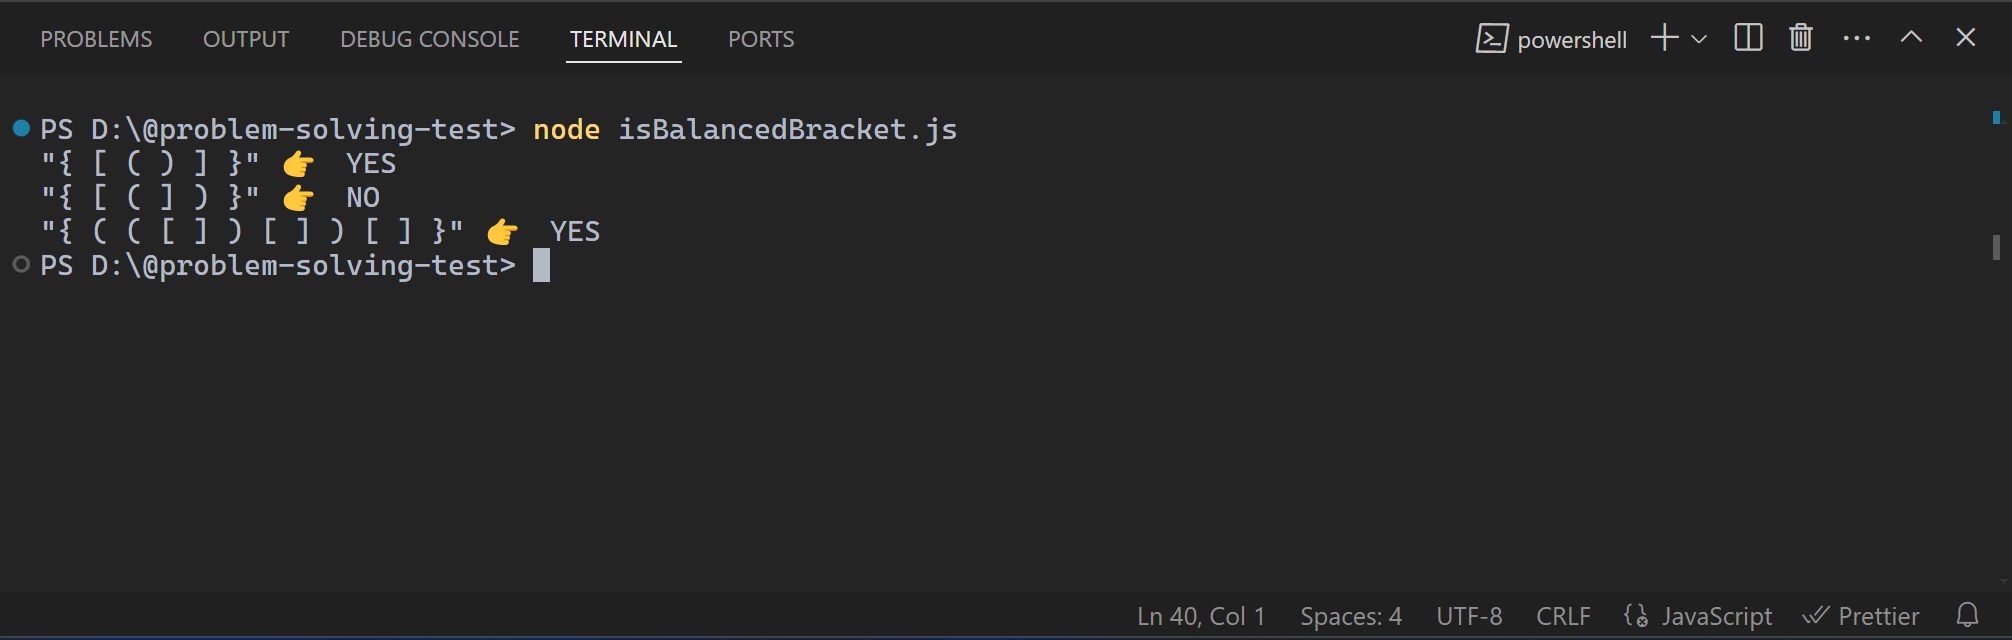 PROBLEMS OUTPUT DEBUG CONSOLE TERMINAL PORTS powershell
PS D:\@problem-solving-test> node isBalancedBracket.js
"{ [ ( ) ] }" 👉 YES
"{ [ ( ] ) }" 👉 NO
"{ ( ( [ ] ) [ ] ) [ ] }" 👉 YES
PS D:\@problem-solving-test>
Ln 40, Col 1 Spaces: 4 UTF-8 CRLF JavaScript Prettier